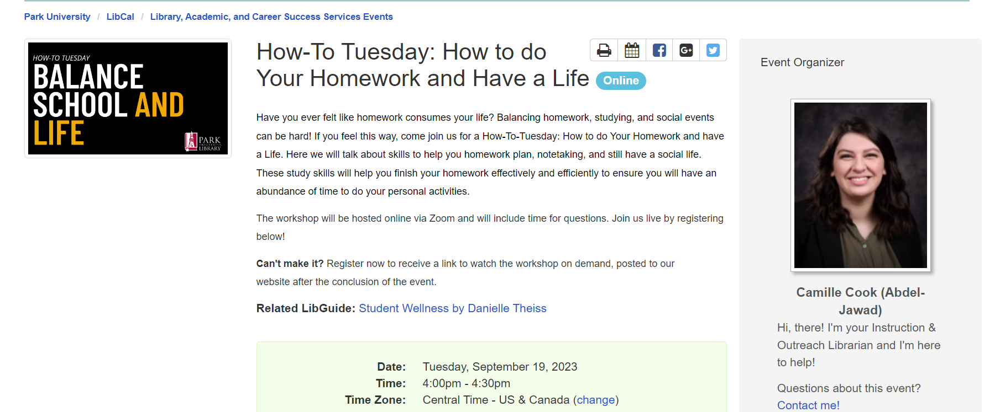 Park University / LibCal / Library, Academic, and Career Success Services Events
HOW-TO TUESDAY
BALANCE
SCHOOL AND
LIFE
PARK
UNIVERSITY
LIBRARY
How-To Tuesday: How to do
Your Homework and Have a Life Online
Have you ever felt like homework consumes your life? Balancing homework, studying, and social events
can be hard! If you feel this way, come join us for a How-To-Tuesday: How to do Your Homework and have
a Life. Here we will talk about skills to help you homework plan, notetaking, and still have a social life.
These study skills will help you finish your homework effectively and efficiently to ensure you will have an
abundance of time to do your personal activities.
The workshop will be hosted online via Zoom and will include time for questions. Join us live by registering
below!
Can't make it? Register now to receive a link to watch the workshop on demand, posted to our
website after the conclusion of the event.
Related LibGuide: Student Wellness by Danielle Theiss
Date: Tuesday, September 19, 2023
Time: 4:00pm - 4:30pm
Time Zone: Central Time - US & Canada (change)
Event Organizer
Camille Cook (Abdel-
Jawad)
Hi, there! I'm your Instruction &
Outreach Librarian and I'm here
to help!
Questions about this event?
Contact me!